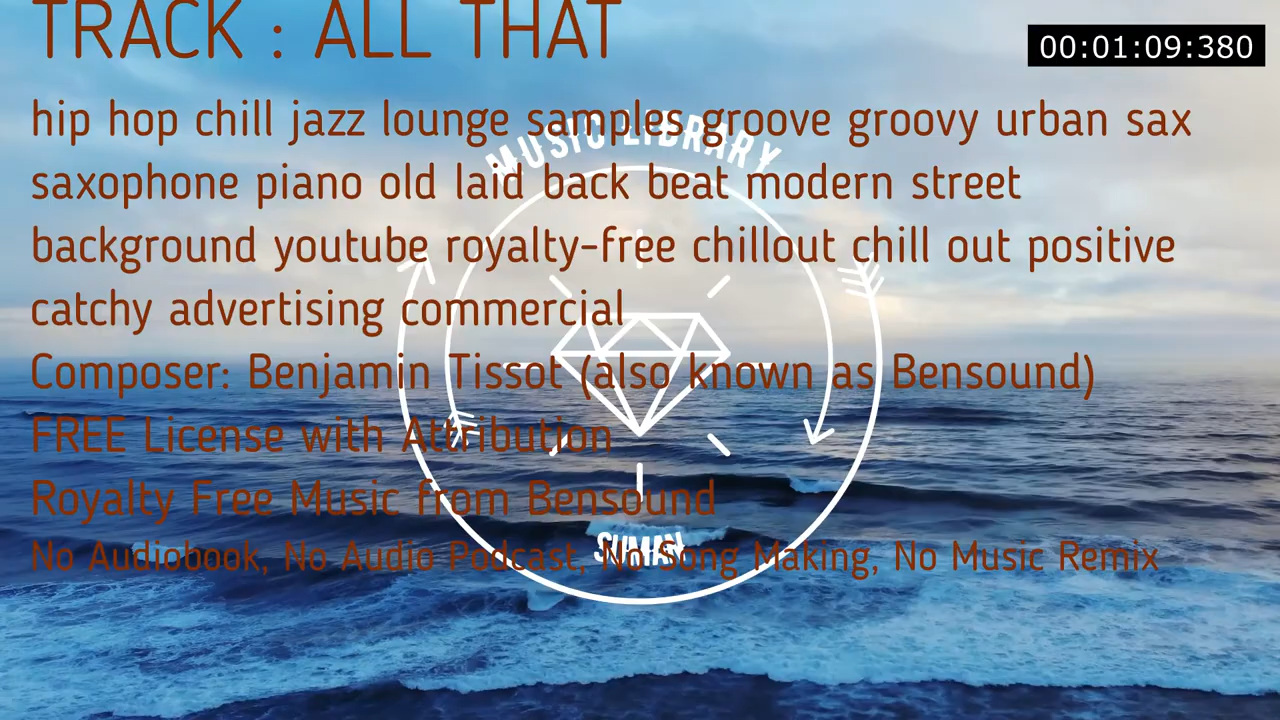 TRACK : ALL THAT
00:01:09:380
hip hop chill jazz lounge samples groove groovy urban sax
saxophone piano old laid back beat modern street
background youtube royalty-free chillout chill out positive
catchy advertising commercial
Composer: Benjamin Tissot (also known as Bensound)
FREE License with Attribution
Royalty Free Music from Bensound
No Audiobook, No Audio Podcast, No Song Making, No Music Remix
MUSIC LIBRARY
SUMAN